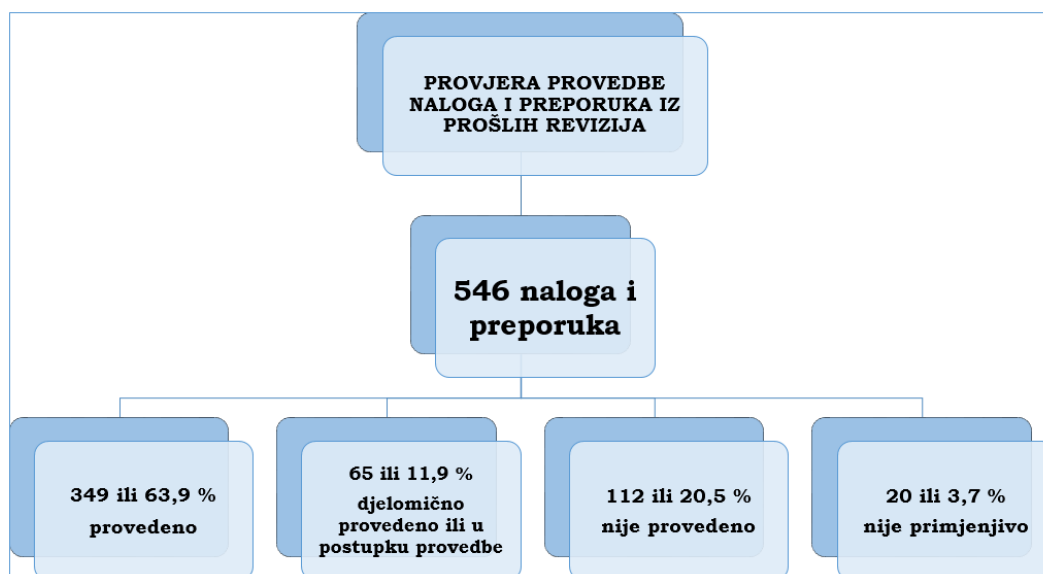 PROVJERA PROVEDBE
NALOGA I PREPORUKA IZ
PROŠLIH REVIZIJA
546 naloga i
preporuka
349 ili 63,9 %
provedeno
65 ili 11,9 %
djelomično
provedeno ili u
postupku provedbe
112 ili 20,5 %
nije provedeno
20 ili 3,7 %
nije primjenjivo